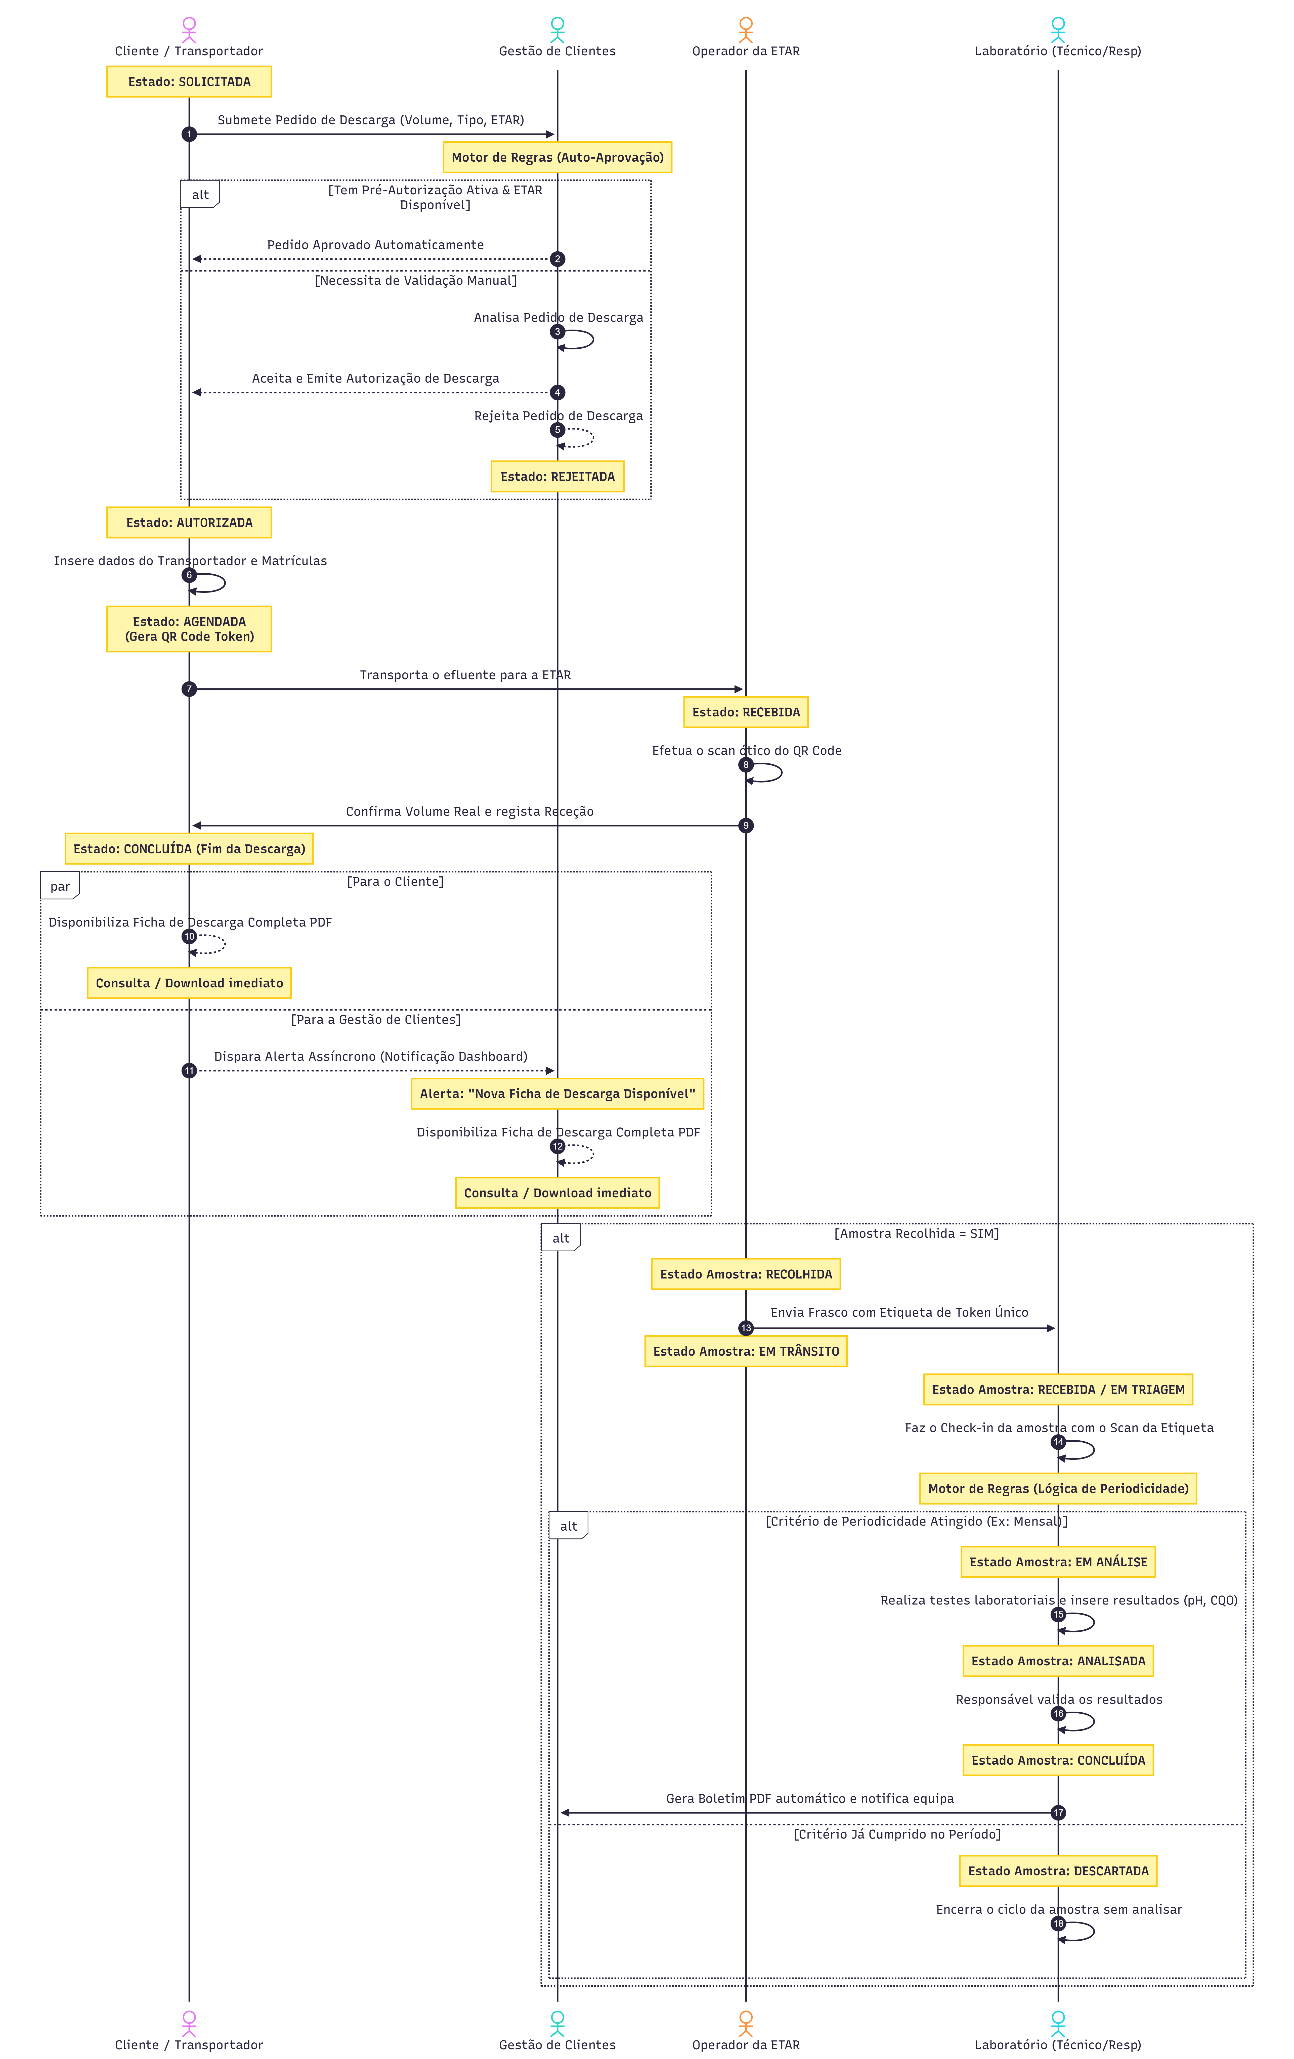 Cliente / Transportador
Gestão de Clientes
Operador da ETAR
Laboratório (Técnico/Resp)
Estado: SOLICITADA
Submete Pedido de Descarga (Volume, Tipo, ETAR)
1
Motor de Regras (Auto-Aprovação)
alt
[Tem Pré-Autorização Ativa & ETAR
Disponível]
Pedido Aprovado Automaticamente
2
[Necessita de Validação Manual]
Analisa Pedido de Descarga
3
Aceita e Emite Autorização de Descarga
4
Rejeita Pedido de Descarga
5
Estado: REJEITADA
Estado: AUTORIZADA
Insere dados do Transportador e Matrículas
6
Estado: AGENDADA
(Gera QR Code Token)
Transporta o efluente para a ETAR
7
Estado: RECEBIDA
Efetua o scan ótico do QR Code
8
Confirma Volume Real e regista Receção
9
Estado: CONCLUÍDA (Fim da Descarga)
par
[Para o Cliente]
Disponibiliza Ficha de Descarga Completa PDF
10
Consulta / Download imediato
[Para a Gestão de Clientes]
Dispara Alerta Assíncrono (Notificação Dashboard)
11
Alerta: "Nova Ficha de Descarga Disponível"
Disponibiliza Ficha de Descarga Completa PDF
12
Consulta / Download imediato
alt
[Amostra Recolhida = SIM]
Estado Amostra: RECOLHIDA
Envia Frasco com Etiqueta de Token Único
13
Estado Amostra: EM TRÂNSITO
Estado Amostra: RECEBIDA / EM TRIAGEM
Faz o Check-in da amostra com o Scan da Etiqueta
14
Motor de Regras (Lógica de Periodicidade)
alt
[Critério de Periodicidade Atingido (Ex: Mensal)]
Estado Amostra: EM ANÁLISE
Realiza testes laboratoriais e insere resultados (pH, CQO)
15
Estado Amostra: ANALISADA
Responsável valida os resultados
16
Estado Amostra: CONCLUÍDA
Gera Boletim PDF automático e notifica equipa
17
[Critério Já Cumprido no Período]
Estado Amostra: DESCARTADA
Encerra o ciclo da amostra sem analisar
18
Cliente / Transportador
Gestão de Clientes
Operador da ETAR
Laboratório (Técnico/Resp)